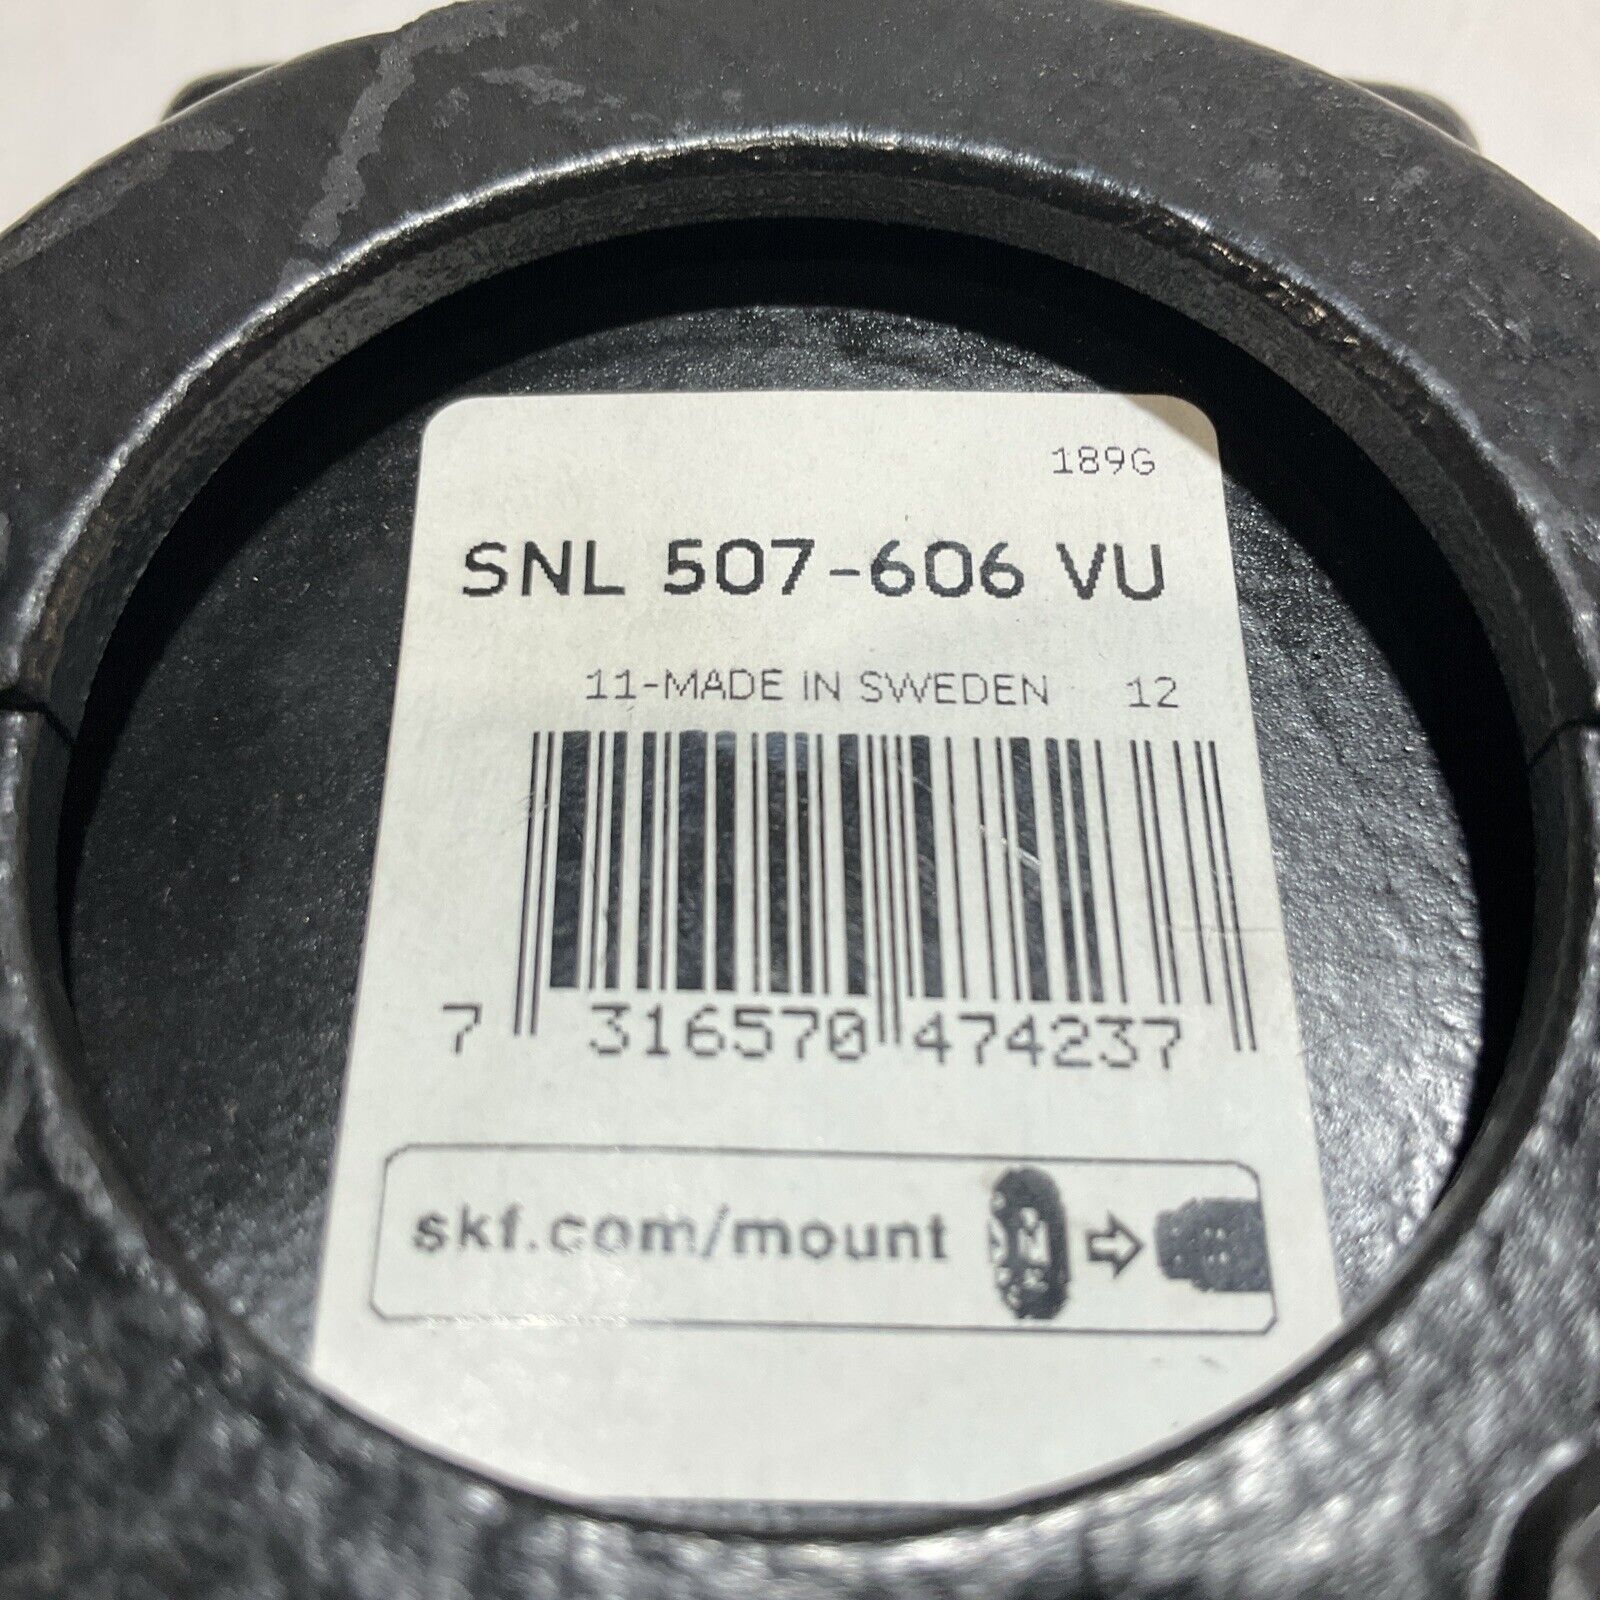 189G
SNL 507-606 VU
11-MADE IN SWEDEN 12
7 316570 474237
skf.com/mount